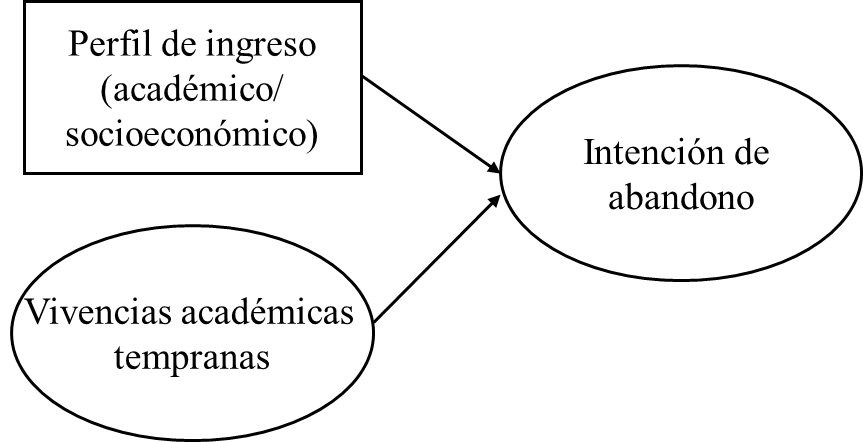 Perfil de ingreso
(académico/
socioeconómico)
Intención de
abandono
Vivencias académicas
tempranas